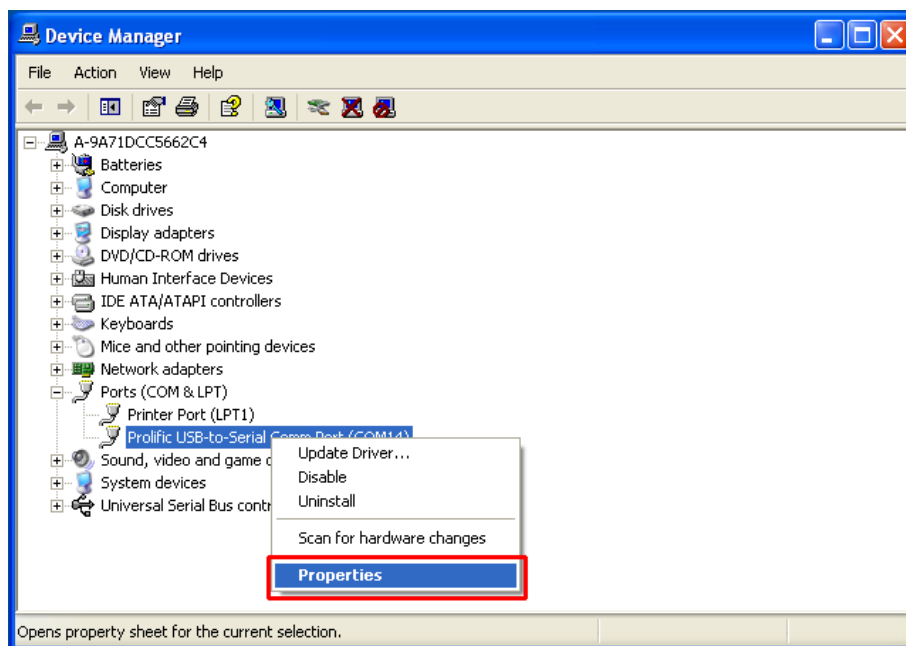 Device Manager
File Action View Help
A-9A71DCC5662C4
Batteries
Computer
Disk drives
Display adapters
DVD/CD-ROM drives
Human Interface Devices
IDE ATA/ATAPI controllers
Keyboards
Mice and other pointing devices
Network adapters
Ports (COM & LPT)
Printer Port (LPT1)
Prolific USB-to-Serial Comm Port (COM14)
Sound, video and game
System devices
Universal Serial Bus
Update Driver...
Disable
Uninstall
Scan for hardware changes
Properties
Opens property sheet for the current selection.